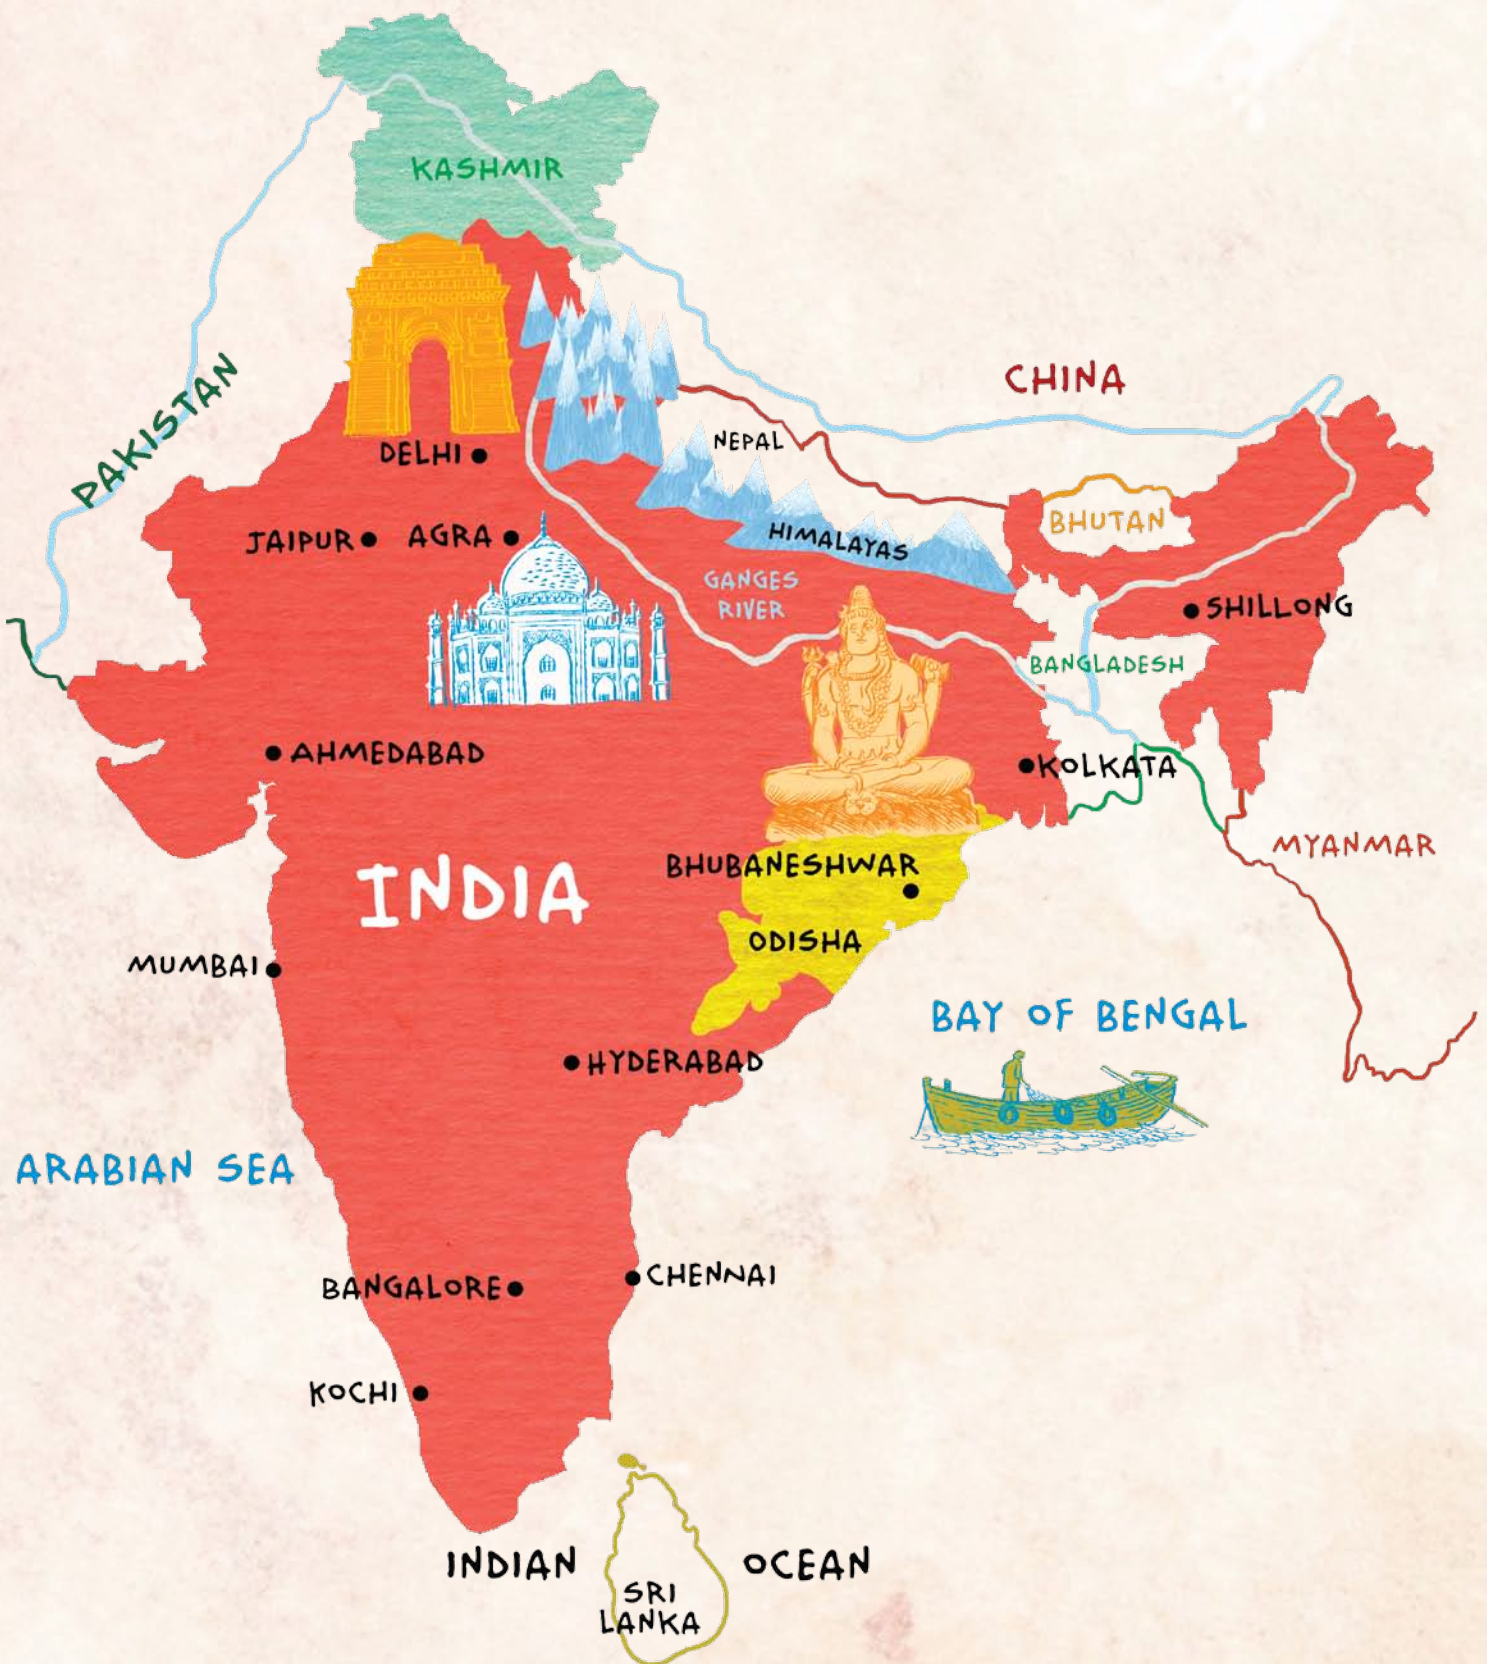 KASHMIR
CHINA
PAKISTAN
NEPAL
DELHI
BHUTAN
JAIPUR
AGRA
HIMALAYAS
GANGES
RIVER
SHILLONG
BANGLADESH
AHMEDABAD
KOLKATA
MYANMAR
BHUBANESHWAR
INDIA
ODISHA
MUMBAI
BAY OF BENGAL
HYDERABAD
ARABIAN SEA
CHENNAI
BANGALORE
KOCHI
INDIAN OCEAN
SRI
LANKA